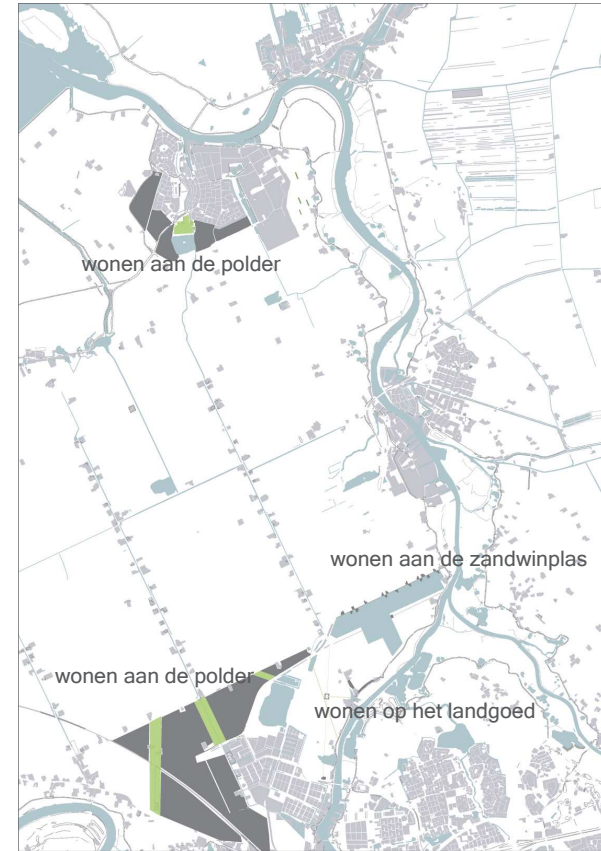 wonen aan de polder
wonen aan de zandwinplas
wonen aan de polder
wonen op het landgoed